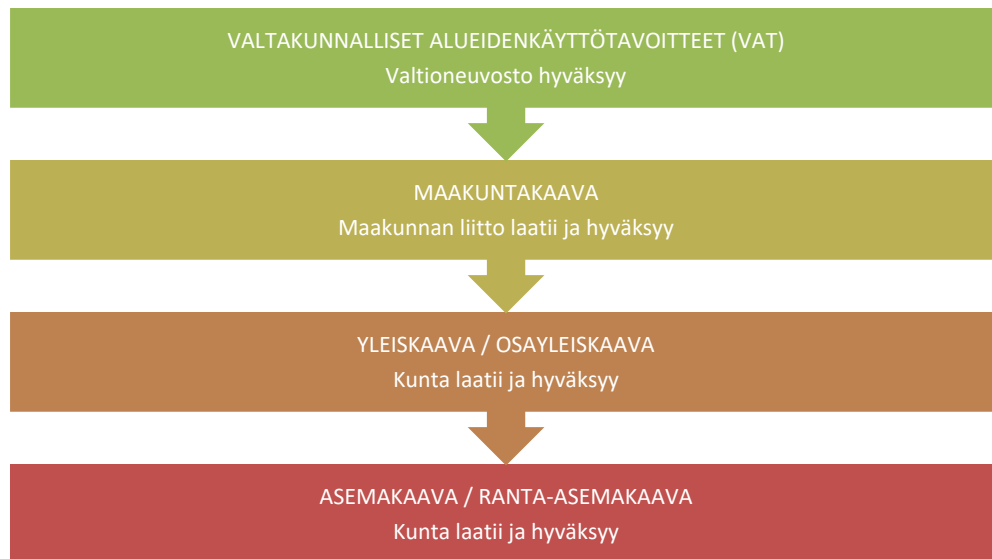 VALTAKUNNALLISET ALUEIDENKÄYTTÖTAVOITTEET (VAT)
Valtioneuvosto hyväksyy
MAAKUNTAKAAVA
Maakunnan liitto laatii ja hyväksyy
YLEISKAAVA / OSAYLEISKAAVA
Kunta laatii ja hyväksyy
ASEMAKAAVA / RANTA-ASEMAKAAVA
Kunta laatii ja hyväksyy